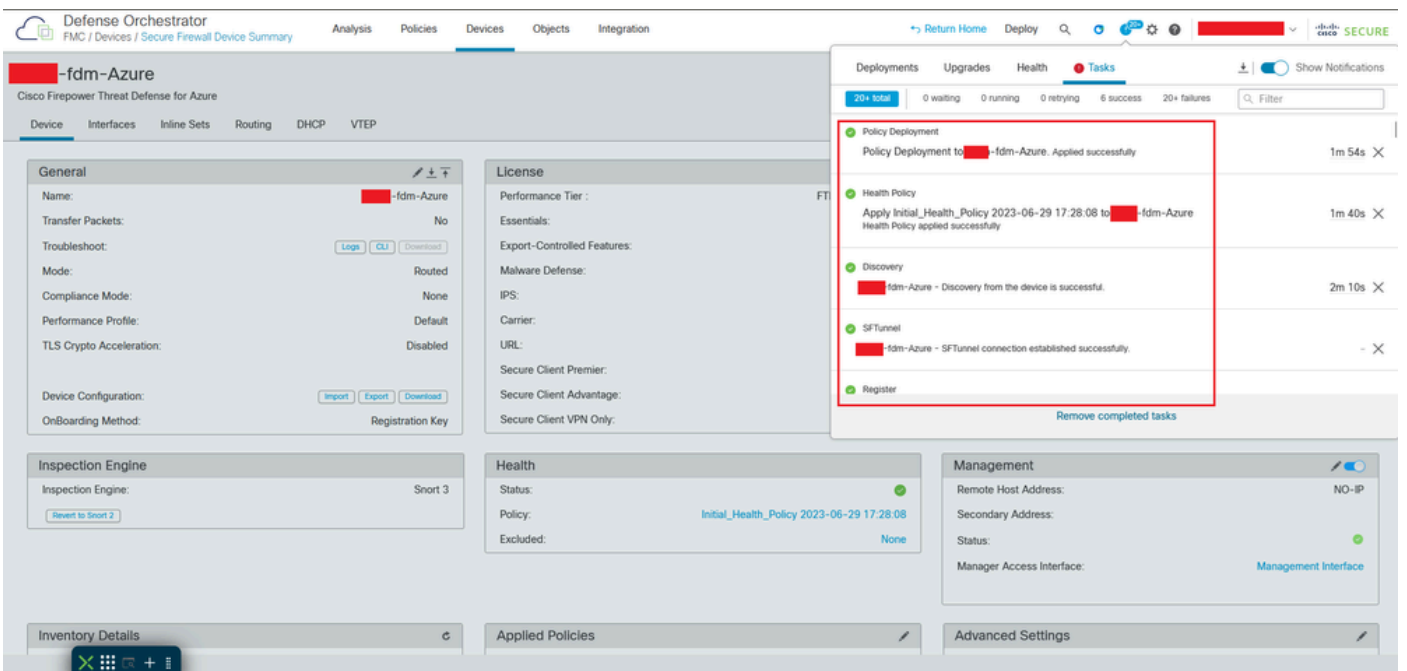 Defense Orchestrator
FMC / Devices / Secure Firewall Device Summary
Analysis Policies Devices Objects Integration
Return Home Deploy 20+ cisco SECURE
-fdm-Azure
Cisco Firepower Threat Defense for Azure
Device Interfaces Inline Sets Routing DHCP VTEP
General
Name: -fdm-Azure
Transfer Packets: No
Troubleshoot: Logs CLI Download
Mode: Routed
Compliance Mode: None
Performance Profile: Default
TLS Crypto Acceleration: Disabled
Device Configuration: Import Export Download
OnBoarding Method: Registration Key
License
Performance Tier :
Essentials:
Export-Controlled Features:
Malware Defense:
IPS:
Carrier:
URL:
Secure Client Premier:
Secure Client Advantage:
Secure Client VPN Only:
Deployments Upgrades Health Tasks Show Notifications
20+ total 0 waiting 0 running 0 retrying 6 success 20+ failures Filter
Policy Deployment
Policy Deployment to -fdm-Azure. Applied successfully 1m 54s
Health Policy
Apply Initial_Health_Policy 2023-06-29 17:28:08 to -fdm-Azure 1m 40s
Health Policy applied successfully
Discovery
-fdm-Azure - Discovery from the device is successful. 2m 10s
SFTunnel
-fdm-Azure - SFTunnel connection established successfully. -
Register
Remove completed tasks
Inspection Engine
Inspection Engine: Snort 3
Revert to Snort 2
Health
Status:
Policy: Initial_Health_Policy 2023-06-29 17:28:08
Excluded: None
Management
Remote Host Address: NO-IP
Secondary Address:
Status:
Manager Access Interface: Management Interface
Inventory Details
Applied Policies
Advanced Settings